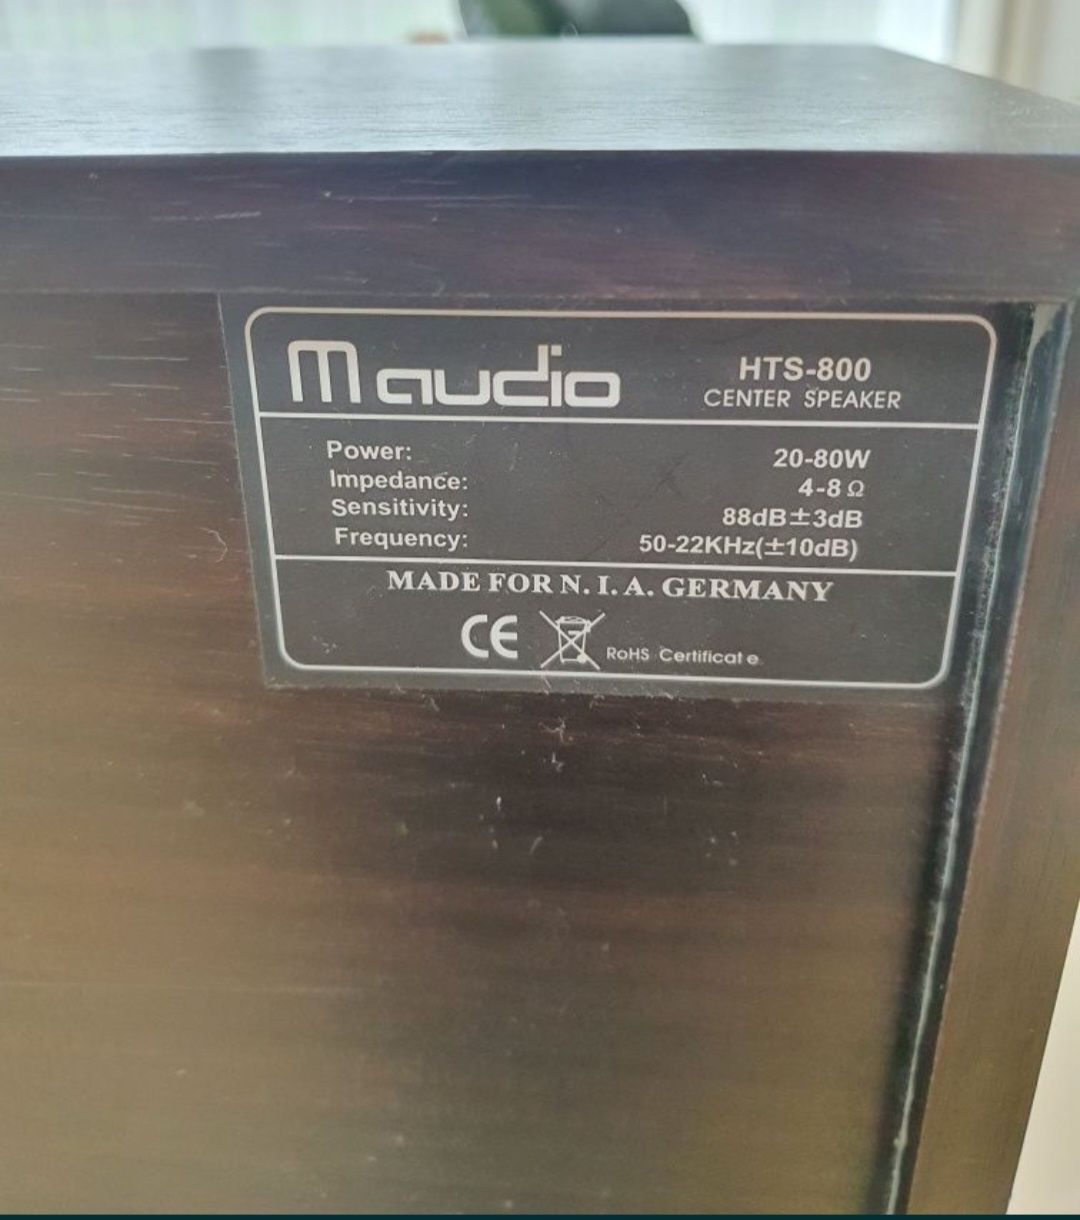 m audio
HTS-800
CENTER SPEAKER
Power: 20-80W
Impedance: 4-8 Ω
Sensitivity: 88dB±3dB
Frequency: 50-22KHz(±10dB)
MADE FOR N. I. A. GERMANY
CE RoHS Certificate